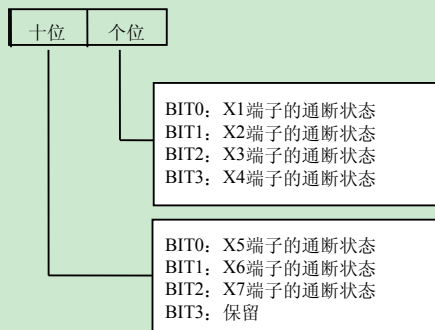 十位 个位
BIT0：X1端子的通断状态
BIT1：X2端子的通断状态
BIT2：X3端子的通断状态
BIT3：X4端子的通断状态
BIT0：X5端子的通断状态
BIT1：X6端子的通断状态
BIT2：X7端子的通断状态
BIT3：保留